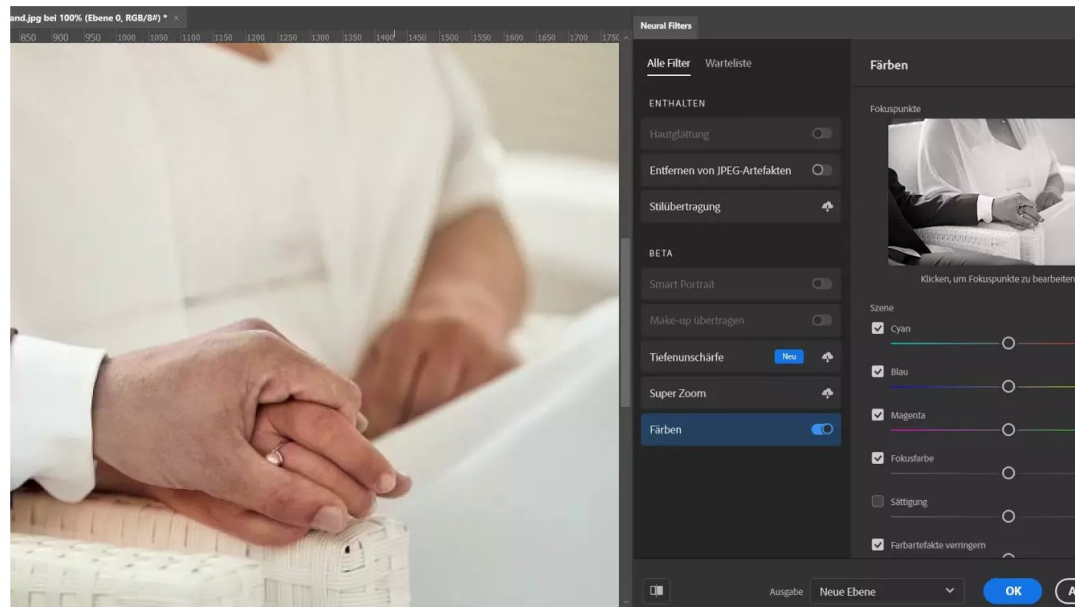 and.jpg bei 100% (Ebene 0, RGB/8#) * ×
850 900 950 1000 1050 1100 1150 1200 1250 1300 1350 1400 1450 1500 1550 1600 1650 1700
Neural Filters
Alle Filter Warteliste
ENTHALTEN
Hautglättung
Entfernen von JPEG-Artefakten
Stilübertragung
BETA
Smart Portrait
Make-up übertragen
Tiefenunschärfe Neu
Super Zoom
Färben
Färben
Fokuspunkte
Klicken, um Fokuspunkte zu bearbeiten
Szene
Cyan
Blau
Magenta
Fokusfarbe
Sättigung
Farbartefakte verringern
Ausgabe Neue Ebene OK A